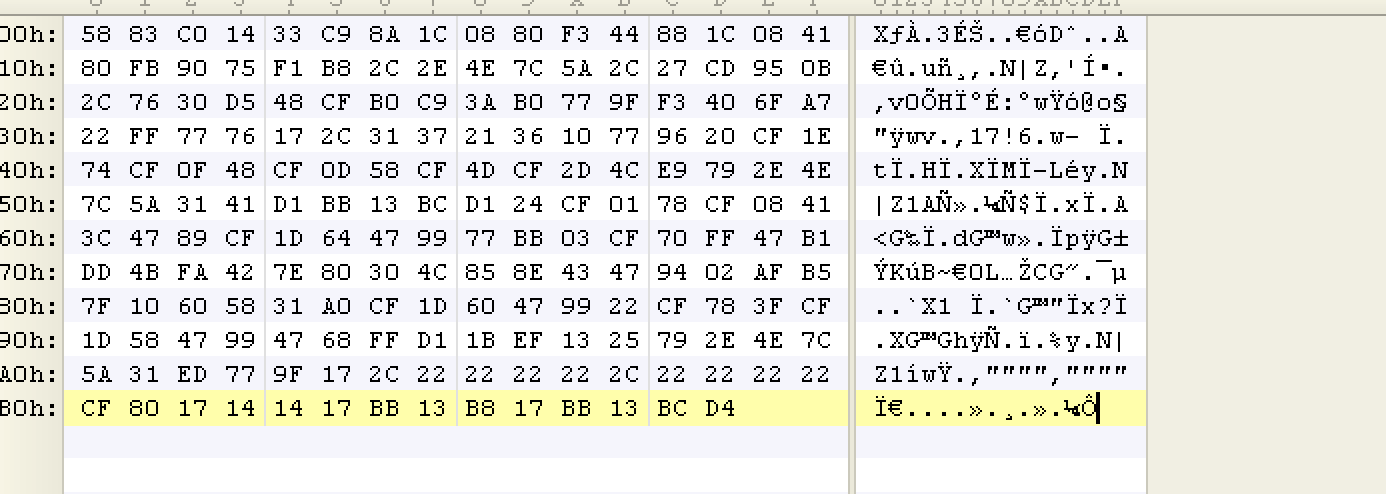 00h: 58 83 C0 14 33 C9 8A 1C 08 80 F3 44 88 1C 08 41 XƒÀ.3ÉŠ..€óDˆ..A
10h: 80 FB 90 75 F1 B8 2C 2E 4E 7C 5A 2C 27 CD 95 0B €û.uñ¸,.N|Z,'Í•.
20h: 2C 76 30 D5 48 CF B0 C9 3A B0 77 9F F3 40 6F A7 ,v0ÕHÏ°É:°wŸó@o§
30h: 22 FF 77 76 17 2C 31 37 21 36 10 77 96 20 CF 1E "ÿwv.,17!6.w– Ï.
40h: 74 CF 0F 48 CF 0D 58 CF 4D CF 2D 4C E9 79 2E 4E tÏ.HÏ.XÏMÏ-Léy.N
50h: 7C 5A 31 41 D1 BB 13 BC D1 24 CF 01 78 CF 08 41 |Z1AÑ».¼Ñ$Ï.xÏ.A
60h: 3C 47 89 CF 1D 64 47 99 77 BB 03 CF 70 FF 47 B1 <G‰Ï.dG™w».ÏpÿG±
70h: DD 4B FA 42 7E 80 30 4C 85 8E 43 47 94 02 AF B5 ÝKúB~€0L…ŽCG”.¯µ
80h: 7F 10 60 58 31 A0 CF 1D 60 47 99 22 CF 78 3F CF ..`X1 Ï.`G™"Ïx?Ï
90h: 1D 58 47 99 47 68 FF D1 1B EF 13 25 79 2E 4E 7C .XG™GhÿÑ.ï.%y.N|
A0h: 5A 31 ED 77 9F 17 2C 22 22 22 22 2C 22 22 22 22 Z1íwŸ.,"""",""""
B0h: CF 80 17 14 14 17 BB 13 B8 17 BB 13 BC D4 Ï€....».¸.».¼Ô